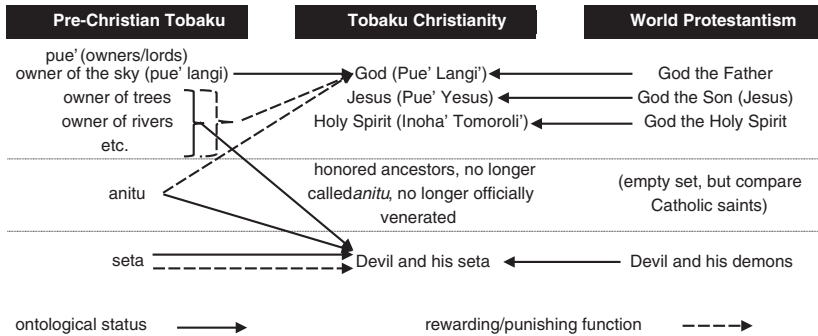 Pre-Christian Tobaku
Tobaku Christianity
World Protestantism
pue' (owners/lords)
owner of the sky (pue' langi)
God (Pue' Langi')
God the Father
owner of trees
Jesus (Pue' Yesus)
God the Son (Jesus)
owner of rivers
Holy Spirit (Inoha' Tomoroli')
God the Holy Spirit
etc.
anitu
honored ancestors, no longer
calledanitu, no longer officially
venerated
(empty set, but compare
Catholic saints)
seta
Devil and his seta
Devil and his demons
ontological status
rewarding/punishing function